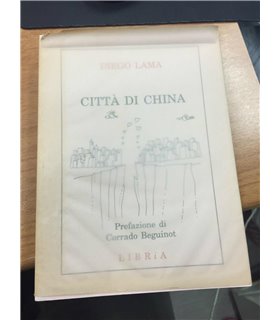 DIEGO LAMA
CITTÀ DI CHINA
Prefazione di
Corrado Beguinot
LIBRiA